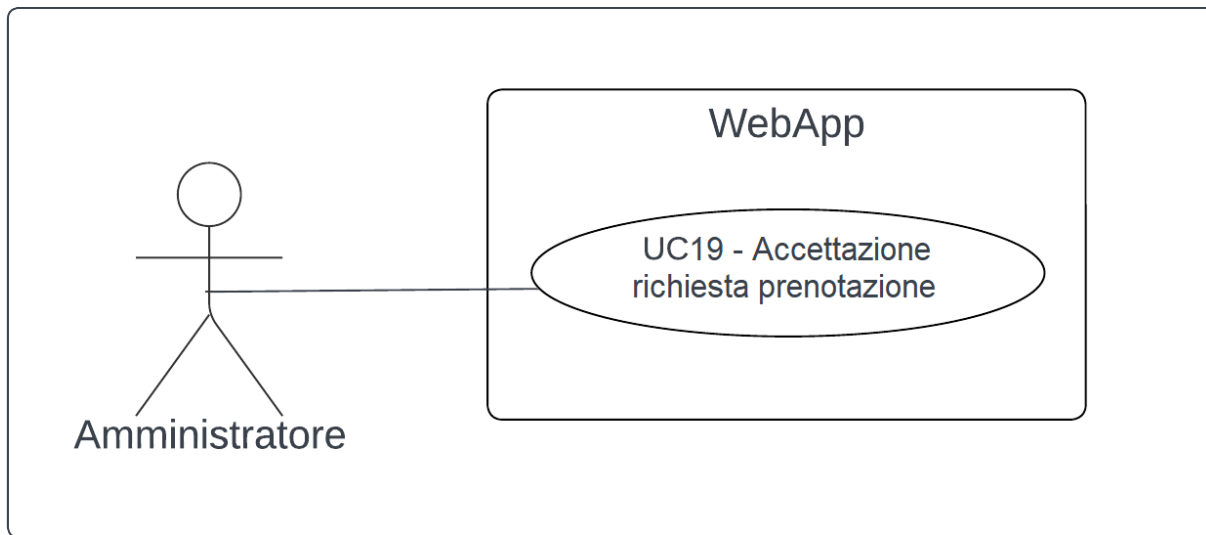 WebApp
UC19 - Accettazione
richiesta prenotazione
Amministratore